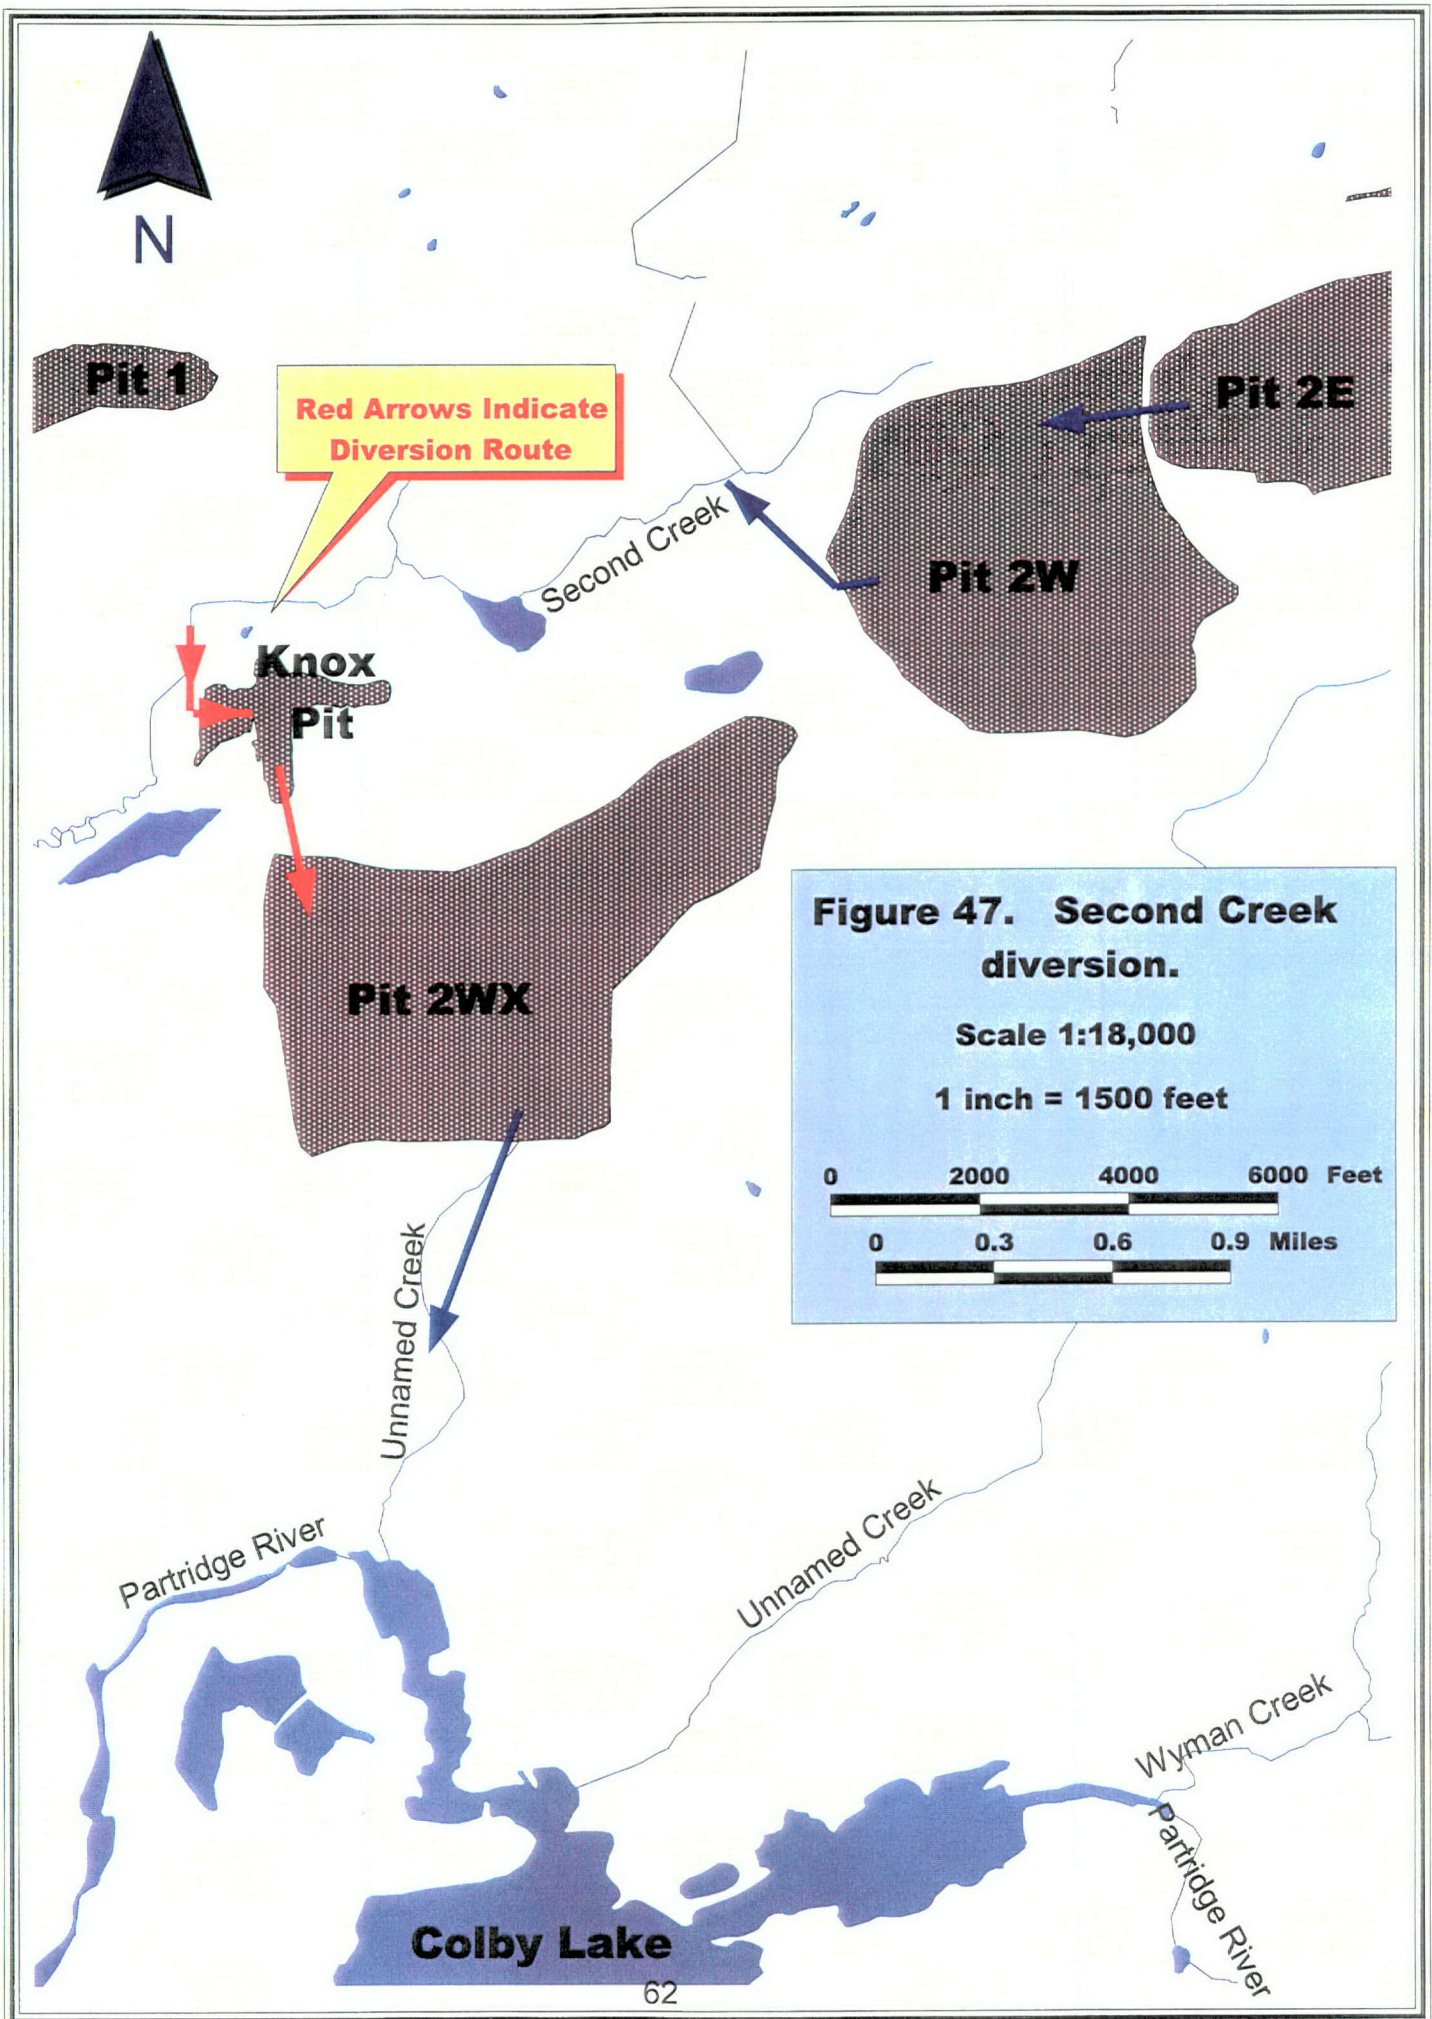 N
Pit 1
Red Arrows Indicate
Diversion Route
Pit 2E
Second Creek
Pit 2W
Knox
Pit
Pit 2WX
Figure 47. Second Creek
diversion.
Scale 1:18,000
1 inch = 1500 feet
0 2000 4000 6000 Feet
0 0.3 0.6 0.9 Miles
Unnamed Creek
Unnamed Creek
Partridge River
Wyman Creek
Partridge River
Colby Lake
62